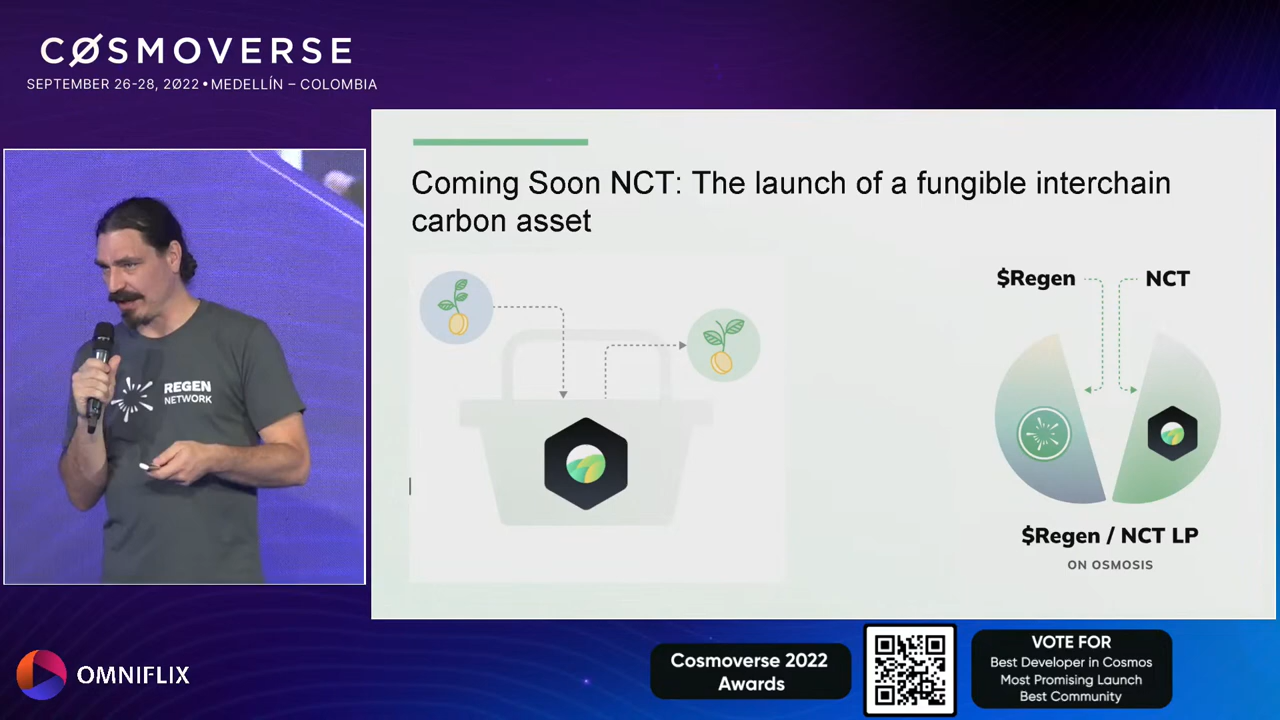 CØSMOVERSE
SEPTEMBER 26-28, 2Ø22 • MEDELLÍN – COLOMBIA
REGEN
NETWORK
Coming Soon NCT: The launch of a fungible interchain
carbon asset
$Regen
NCT
$Regen / NCT LP
ON OSMOSIS
OMNIFLIX
Cosmoverse 2022
Awards
VOTE FOR
Best Developer in Cosmos
Most Promising Launch
Best Community